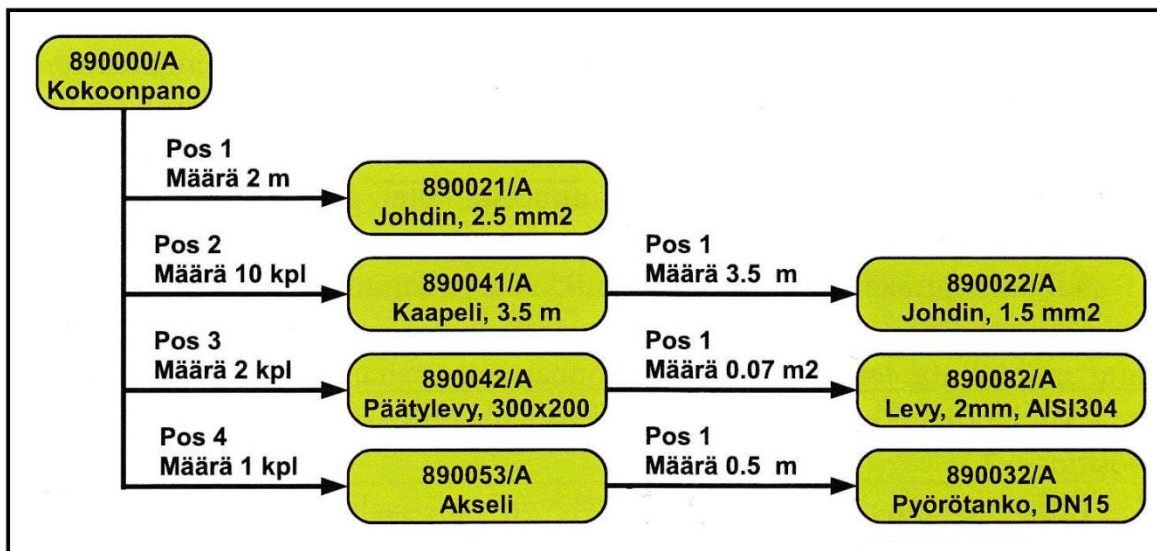 890000/A
Kokoonpano
Pos 1
Määrä 2 m
890021/A
Johdin, 2.5 mm2
Pos 2
Määrä 10 kpl
890041/A
Kaapeli, 3.5 m
Pos 1
Määrä 3.5 m
890022/A
Johdin, 1.5 mm2
Pos 3
Määrä 2 kpl
890042/A
Päätylevy, 300x200
Pos 1
Määrä 0.07 m2
890082/A
Levy, 2mm, AISI304
Pos 4
Määrä 1 kpl
890053/A
Akseli
Pos 1
Määrä 0.5 m
890032/A
Pyörötanko, DN15